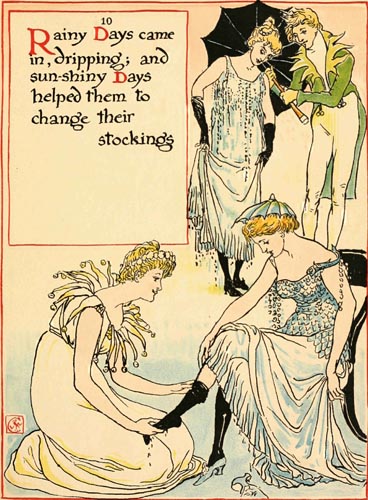 10
Rainy Days came
in, dripping; and
sun-shiny Days
helped them to
change their
stockings